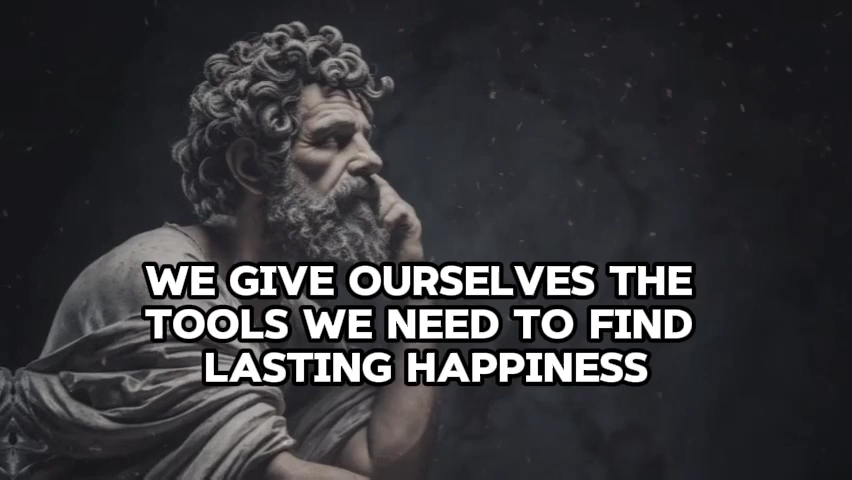 WE GIVE OURSELVES THE
TOOLS WE NEED TO FIND
LASTING HAPPINESS